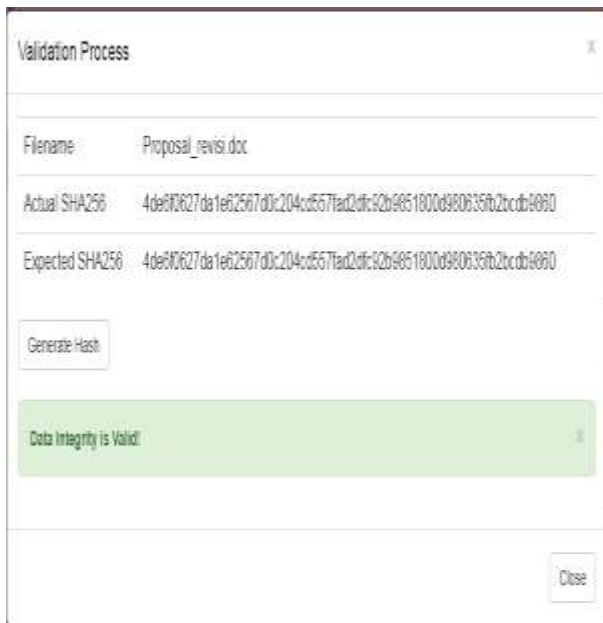 Validation Process x
Filename Proposal_revisi.doc
Actual SHA256
Expected SHA256
Generate Hash
Data Integrity is Valid! x
Close